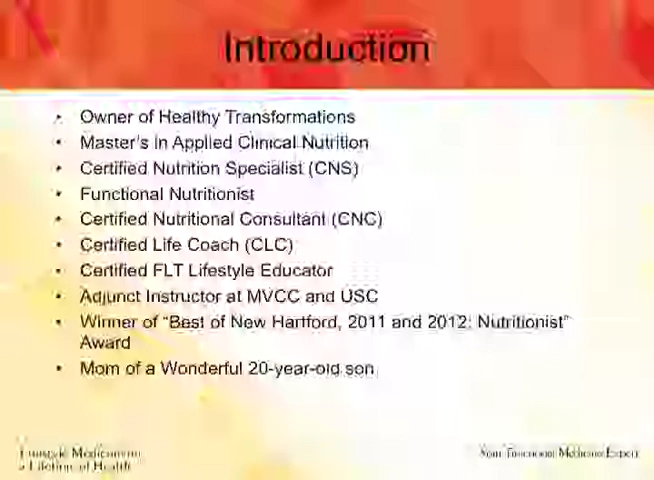 Introduction
• Owner of Healthy Transformations
• Master's in Applied Clinical Nutrition
• Certified Nutrition Specialist (CNS)
• Functional Nutritionist
• Certified Nutritional Consultant (CNC)
• Certified Life Coach (CLC)
• Certified FLT Lifestyle Educator
• Adjunct Instructor at MVCC and USC
• Winner of "Best of New Hartford, 2011 and 2012: Nutritionist"
Award
• Mom of a Wonderful 20-year-old son
a Lifetime of Health
Your Functional Medicine Expert